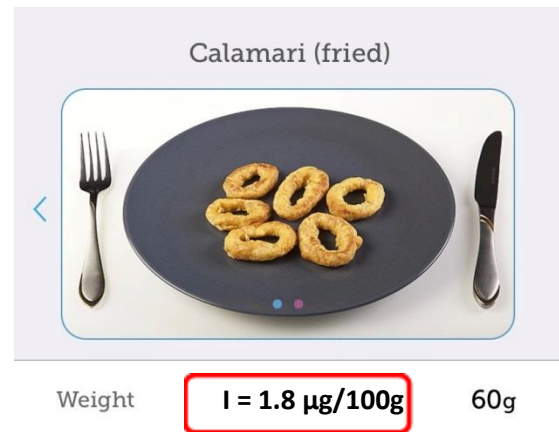 Calamari (fried)
Weight I = 1.8 µg/100g 60g